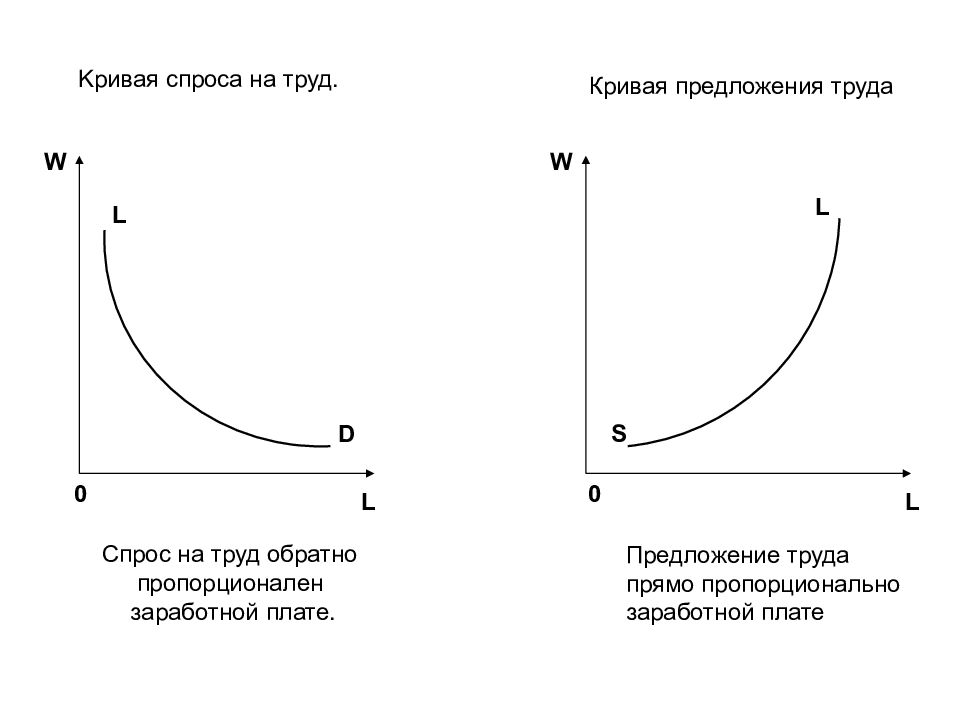 Кривая спроса на труд.
W
L
D
0
L
Спрос на труд обратно
пропорционален
заработной плате.
Кривая предложения труда
W
L
S
0
L
Предложение труда
прямо пропорционально
заработной плате